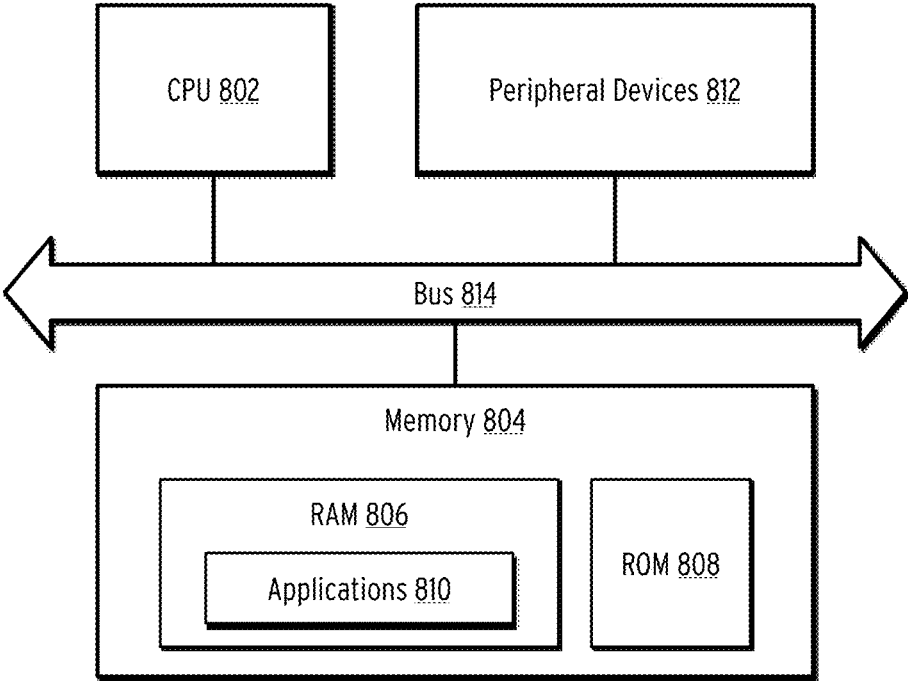 CPU 802
Peripheral Devices 812
Bus 814
Memory 804
RAM 806
Applications 810
ROM 808